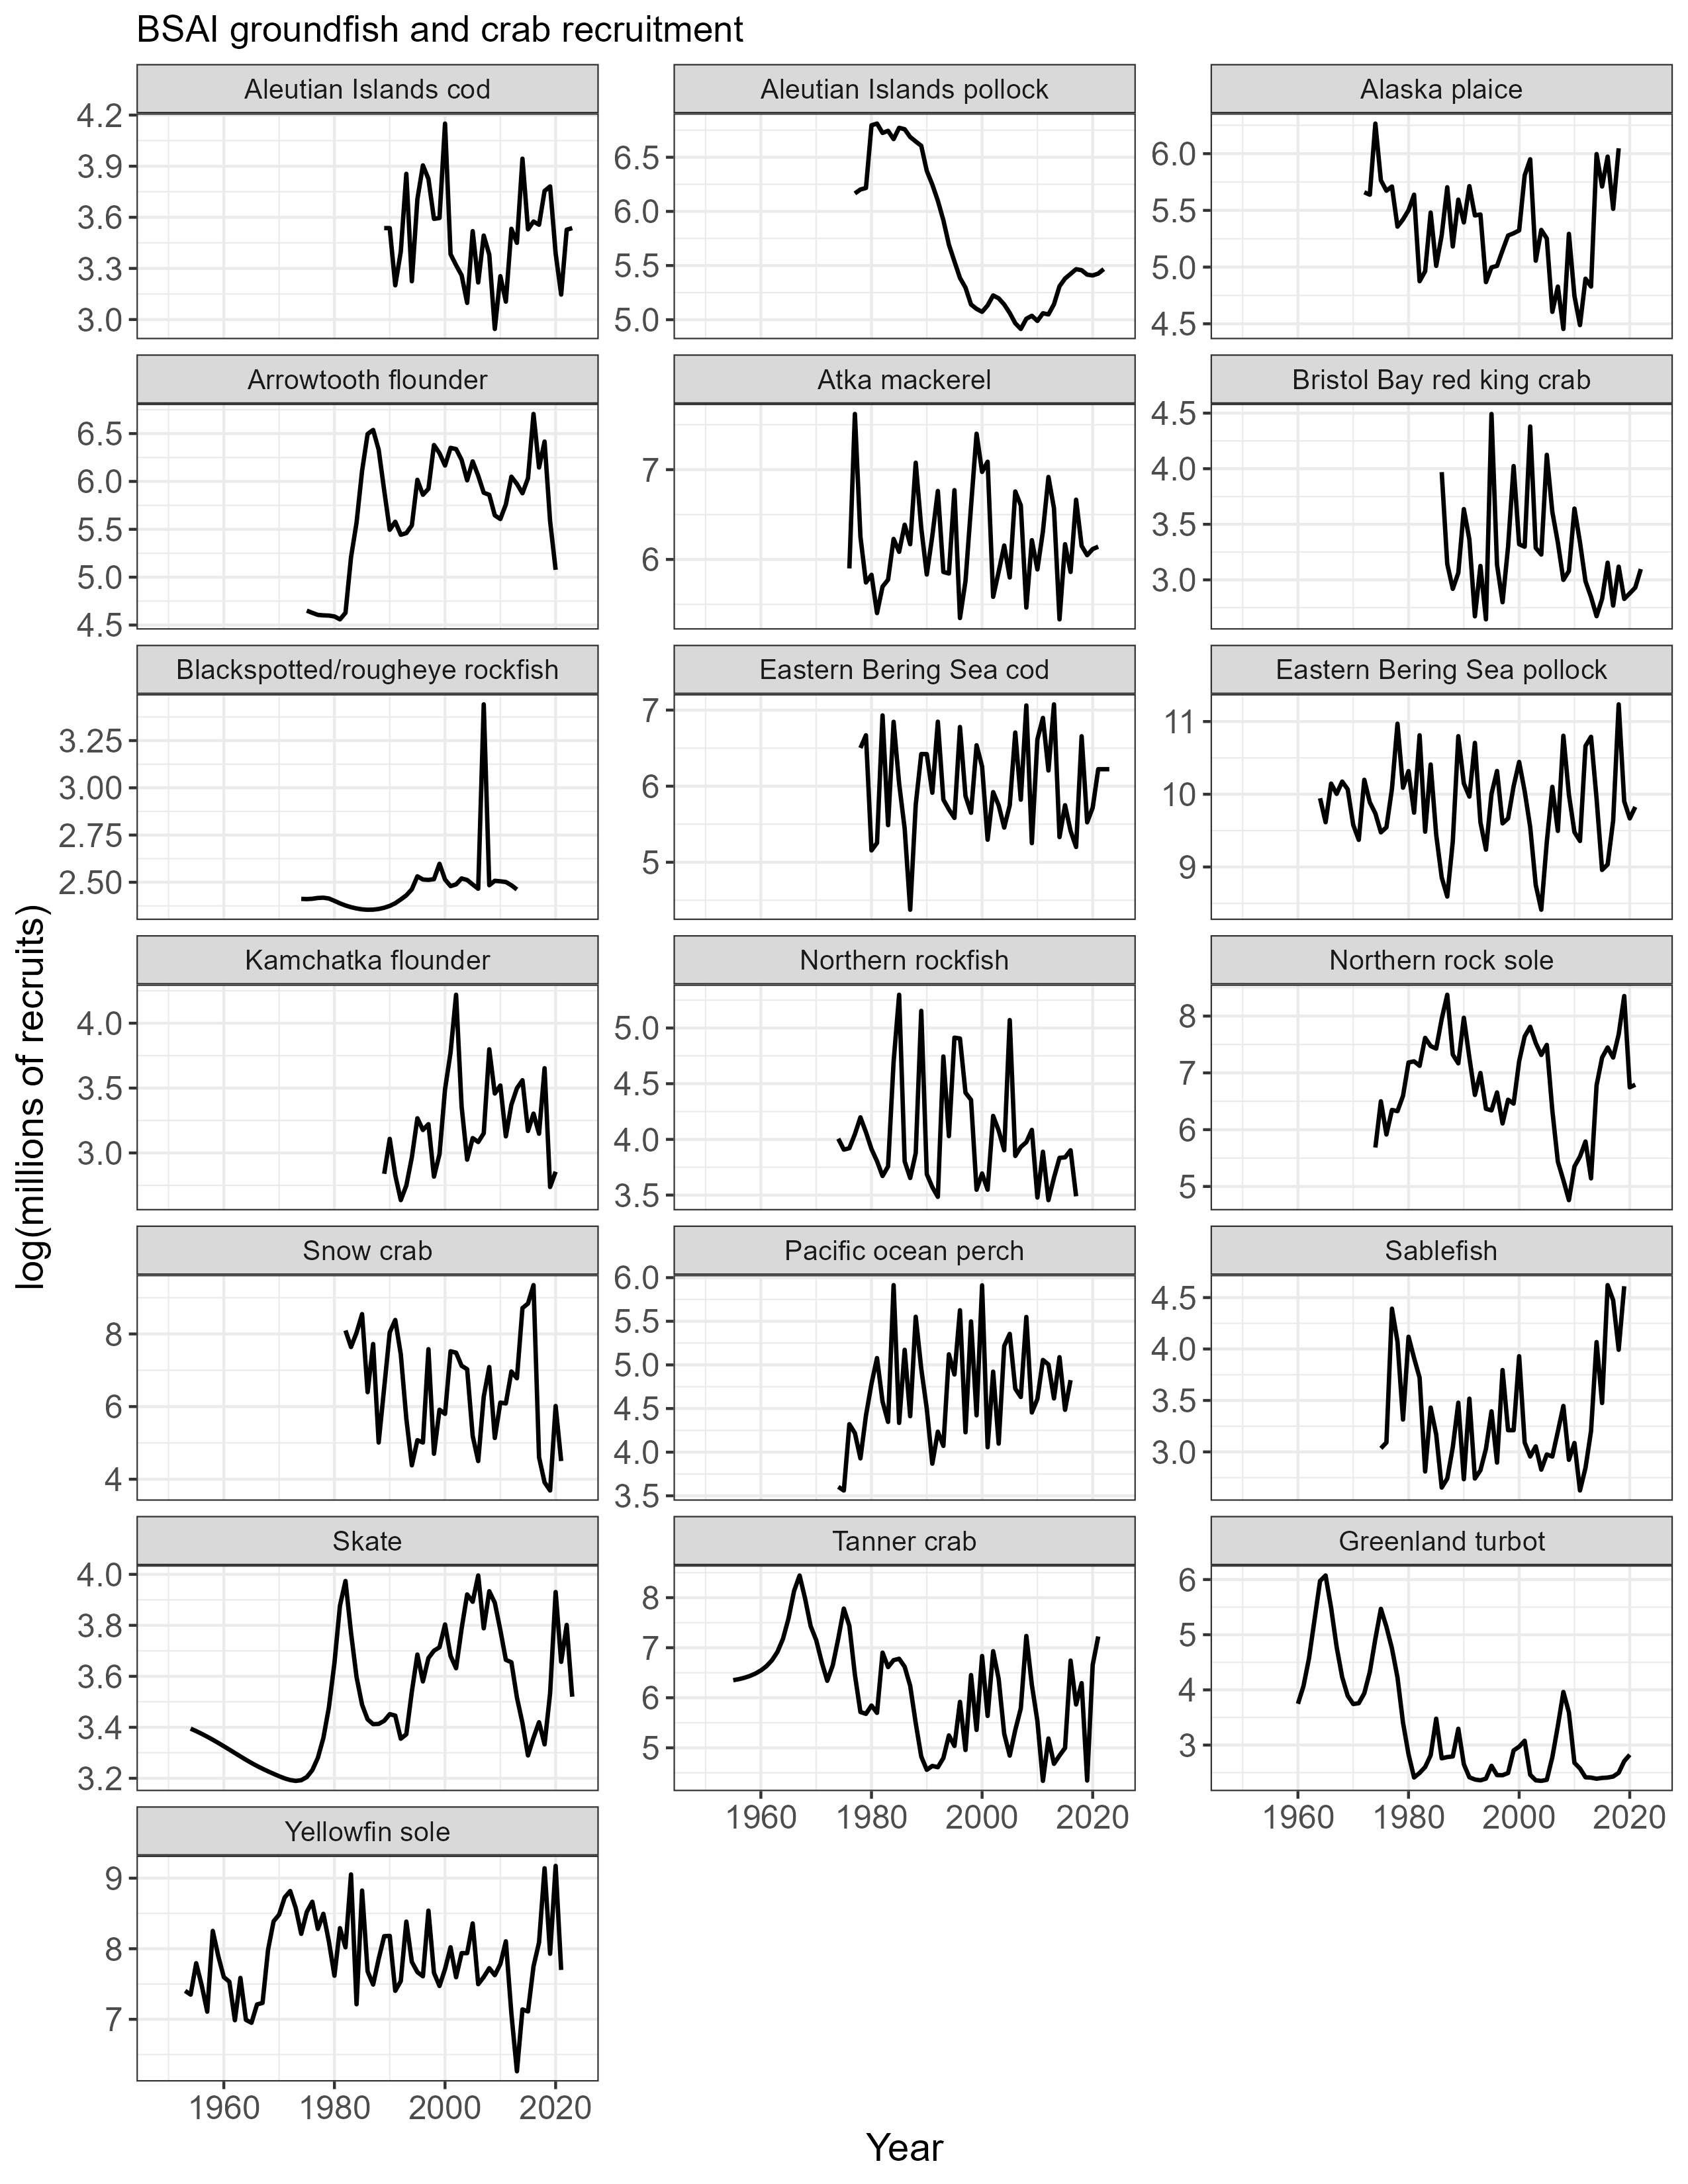 BSAI groundfish and crab recruitment
Aleutian Islands cod
Aleutian Islands pollock
Alaska plaice
4.2
3.9
3.6
3.3
3.0
6.5
6.0
5.5
5.0
6.0
5.5
5.0
4.5
Arrowtooth flounder
Atka mackerel
Bristol Bay red king crab
6.5
6.0
5.5
5.0
4.5
7
6
4.5
4.0
3.5
3.0
Blackspotted/rougheye rockfish
Eastern Bering Sea cod
Eastern Bering Sea pollock
3.25
3.00
2.75
2.50
7
6
5
11
10
9
Kamchatka flounder
Northern rockfish
Northern rock sole
4.0
3.5
3.0
5.0
4.5
4.0
3.5
8
7
6
5
Snow crab
Pacific ocean perch
Sablefish
8
6
4
6.0
5.5
5.0
4.5
4.0
3.5
4.5
4.0
3.5
3.0
Skate
Tanner crab
Greenland turbot
4.0
3.8
3.6
3.4
3.2
8
7
6
5
6
5
4
3
1960 1980 2000 2020
1960 1980 2000 2020
Yellowfin sole
9
8
7
1960 1980 2000 2020
log(millions of recruits)
Year